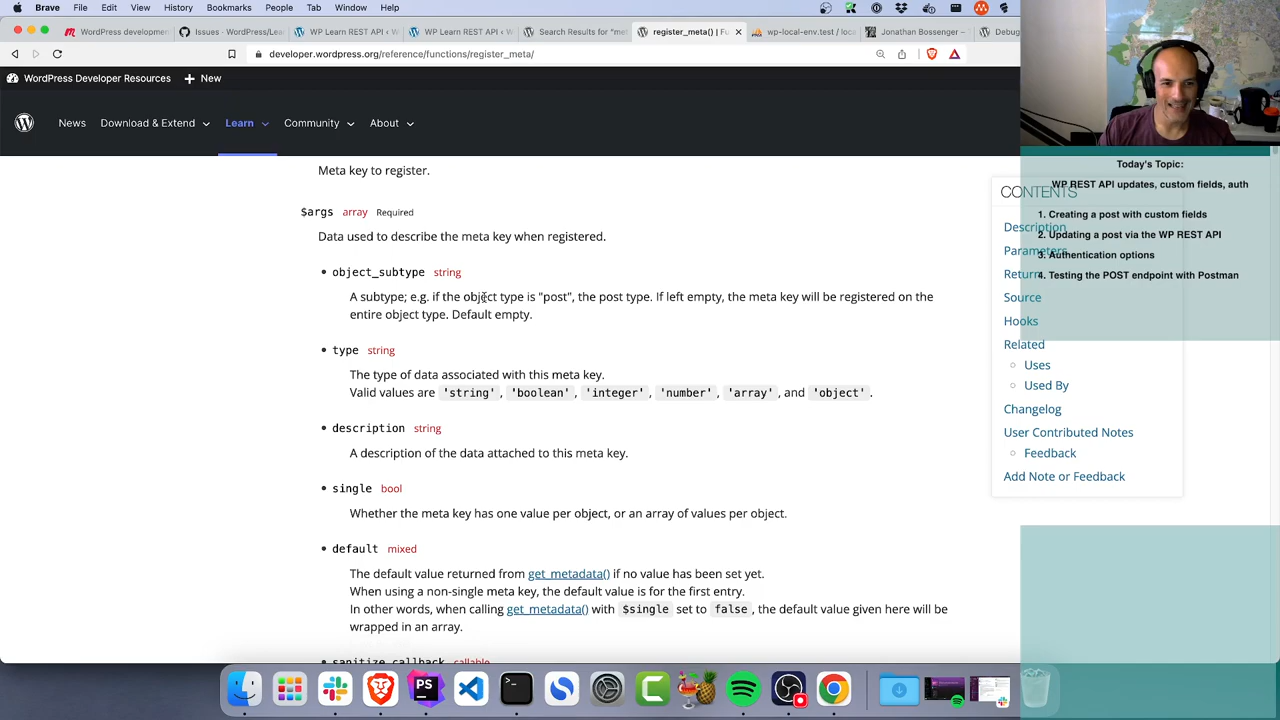 Brave File Edit View History Bookmarks People Tab Window Help
WordPress development
Issues · WordPress/Lea
WP Learn REST API ‹ W
WP Learn REST API ‹ W
Search Results for "me
register_meta() | Fu
wp-local-env.test / loca
Jonathan Bossenger –
Debug
developer.wordpress.org/reference/functions/register_meta/
WordPress Developer Resources
New
News
Download & Extend
Learn
Community
About
Meta key to register.
$args array Required
Data used to describe the meta key when registered.
object_subtype string
A subtype; e.g. if the object type is "post", the post type. If left empty, the meta key will be registered on the
entire object type. Default empty.
type string
The type of data associated with this meta key.
Valid values are 'string', 'boolean', 'integer', 'number', 'array', and 'object'.
description string
A description of the data attached to this meta key.
single bool
Whether the meta key has one value per object, or an array of values per object.
default mixed
The default value returned from get_metadata() if no value has been set yet.
When using a non-single meta key, the default value is for the first entry.
In other words, when calling get_metadata() with $single set to false, the default value given here will be
wrapped in an array.
sanitize_callback callable
CONTENTS
Description
Parameters
Return
Source
Hooks
Related
Uses
Used By
Changelog
User Contributed Notes
Feedback
Add Note or Feedback
Today's Topic:
WP REST API updates, custom fields, auth
1. Creating a post with custom fields
2. Updating a post via the WP REST API
3. Authentication options
4. Testing the POST endpoint with Postman
PS